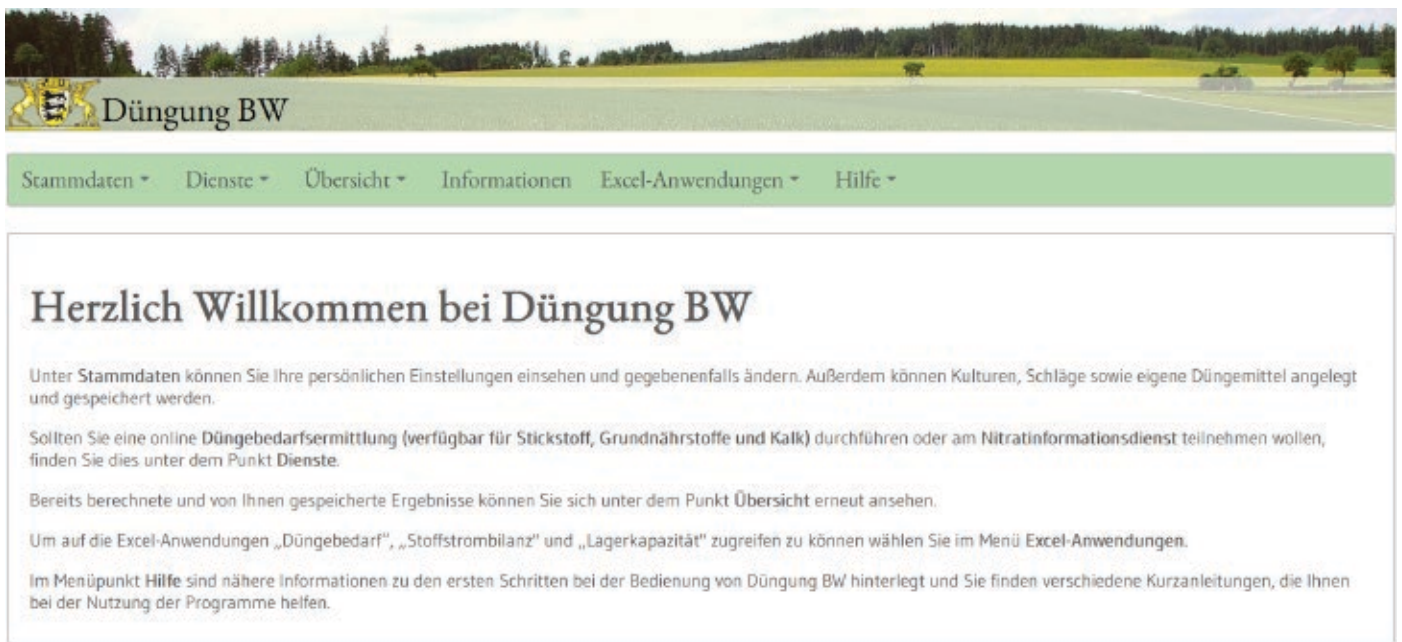 Düngung BW
Stammdaten Dienste Übersicht Informationen Excel-Anwendungen Hilfe
Herzlich Willkommen bei Düngung BW
Unter Stammdaten können Sie Ihre persönlichen Einstellungen einsehen und gegebenenfalls ändern. Außerdem können Kulturen, Schläge sowie eigene Düngemittel angelegt
und gespeichert werden.
Sollten Sie eine online Düngebedarfsermittlung (verfügbar für Stickstoff, Grundnährstoffe und Kalk) durchführen oder am Nitratinformationsdienst teilnehmen wollen,
finden Sie dies unter dem Punkt Dienste.
Bereits berechnete und von Ihnen gespeicherte Ergebnisse können Sie sich unter dem Punkt Übersicht erneut ansehen.
Um auf die Excel-Anwendungen „Düngebedarf“, „Stoffstrombilanz“ und „Lagerkapazität“ zugreifen zu können wählen Sie im Menü Excel-Anwendungen.
Im Menüpunkt Hilfe sind nähere Informationen zu den ersten Schritten bei der Bedienung von Düngung BW hinterlegt und Sie finden verschiedene Kurzanleitungen, die Ihnen
bei der Nutzung der Programme helfen.